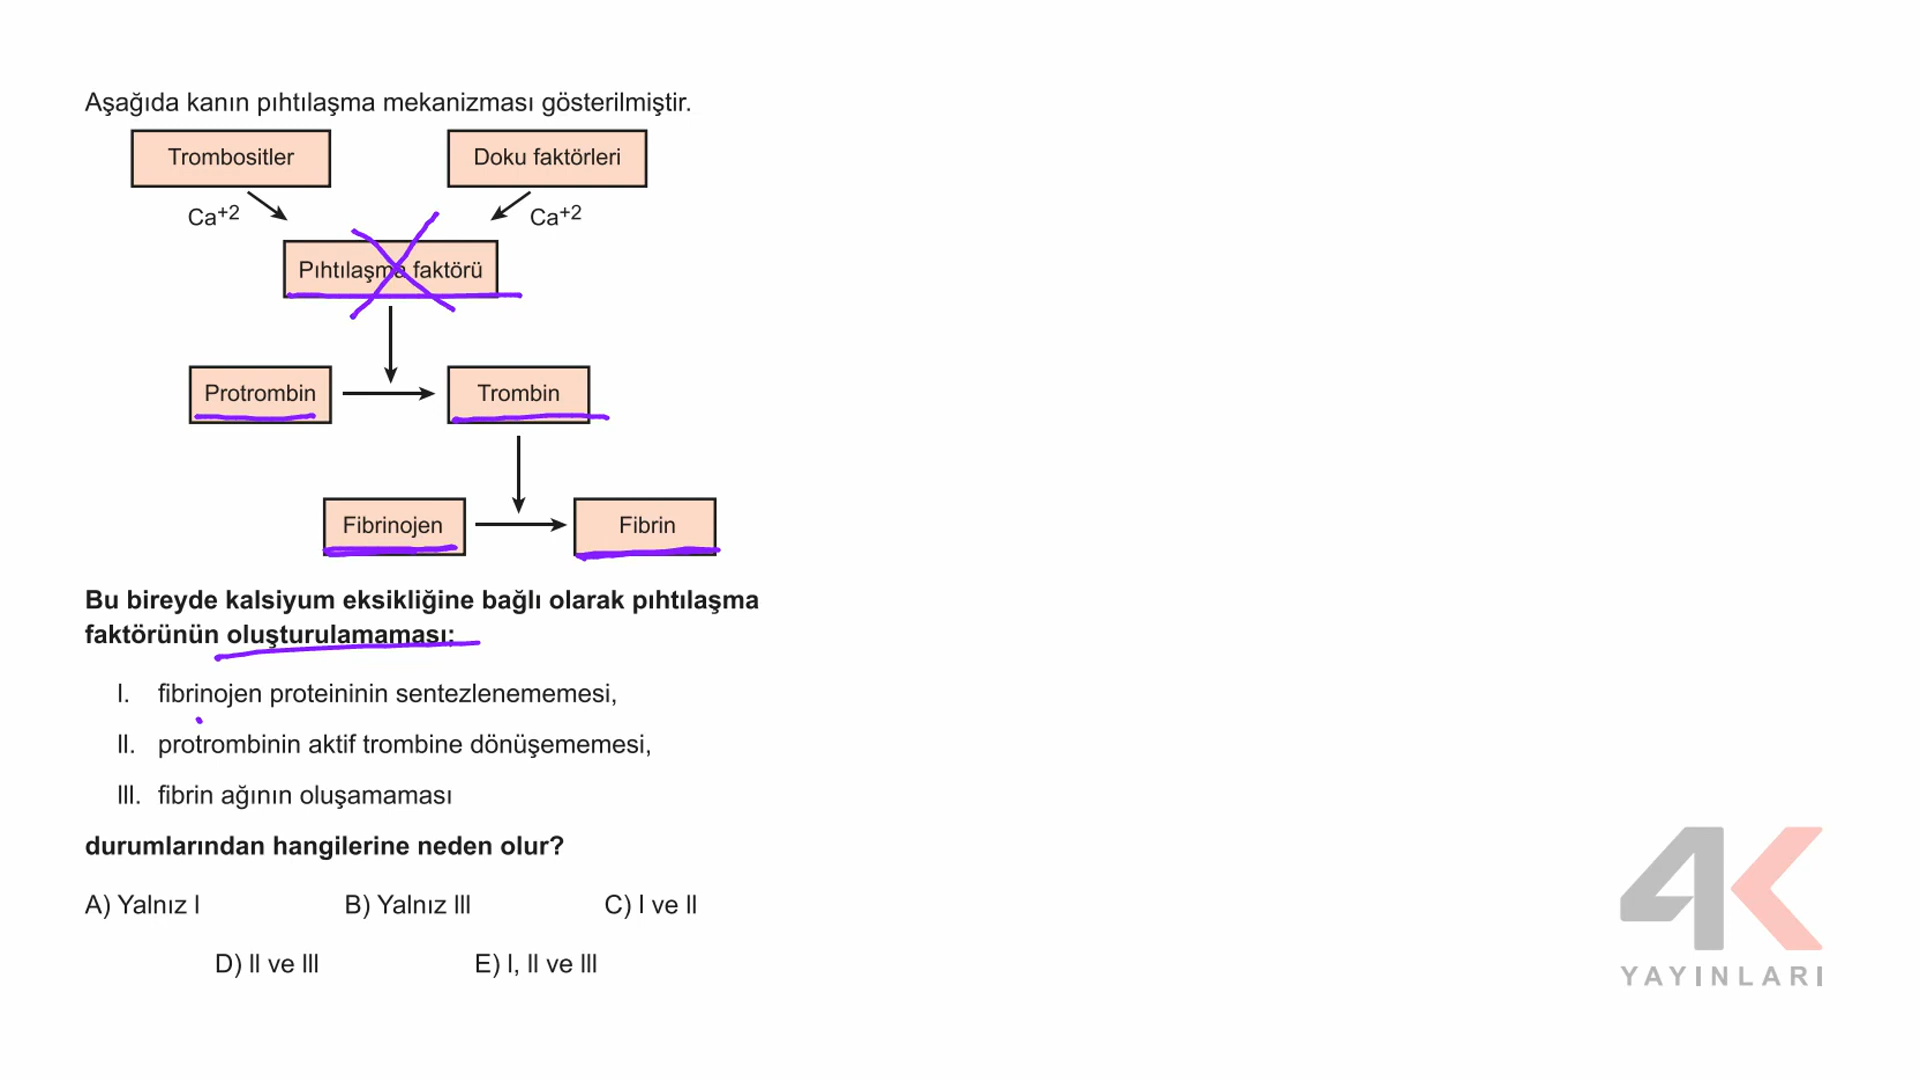 Aşağıda kanın pıhtılaşma mekanizması gösterilmiştir.
Trombositler
Doku faktörleri
Ca+2
Ca+2
Pıhtılaşma faktörü
Protrombin
Trombin
Fibrinojen
Fibrin
Bu bireyde kalsiyum eksikliğine bağlı olarak pıhtılaşma
faktörünün oluşturulamaması;
I. fibrinojen proteininin sentezlenememesi,
II. protrombinin aktif trombine dönüşememesi,
III. fibrin ağının oluşamaması
durumlarından hangilerine neden olur?
A) Yalnız I
B) Yalnız III
C) I ve II
D) II ve III
E) I, II ve III
4K
YAYINLARI